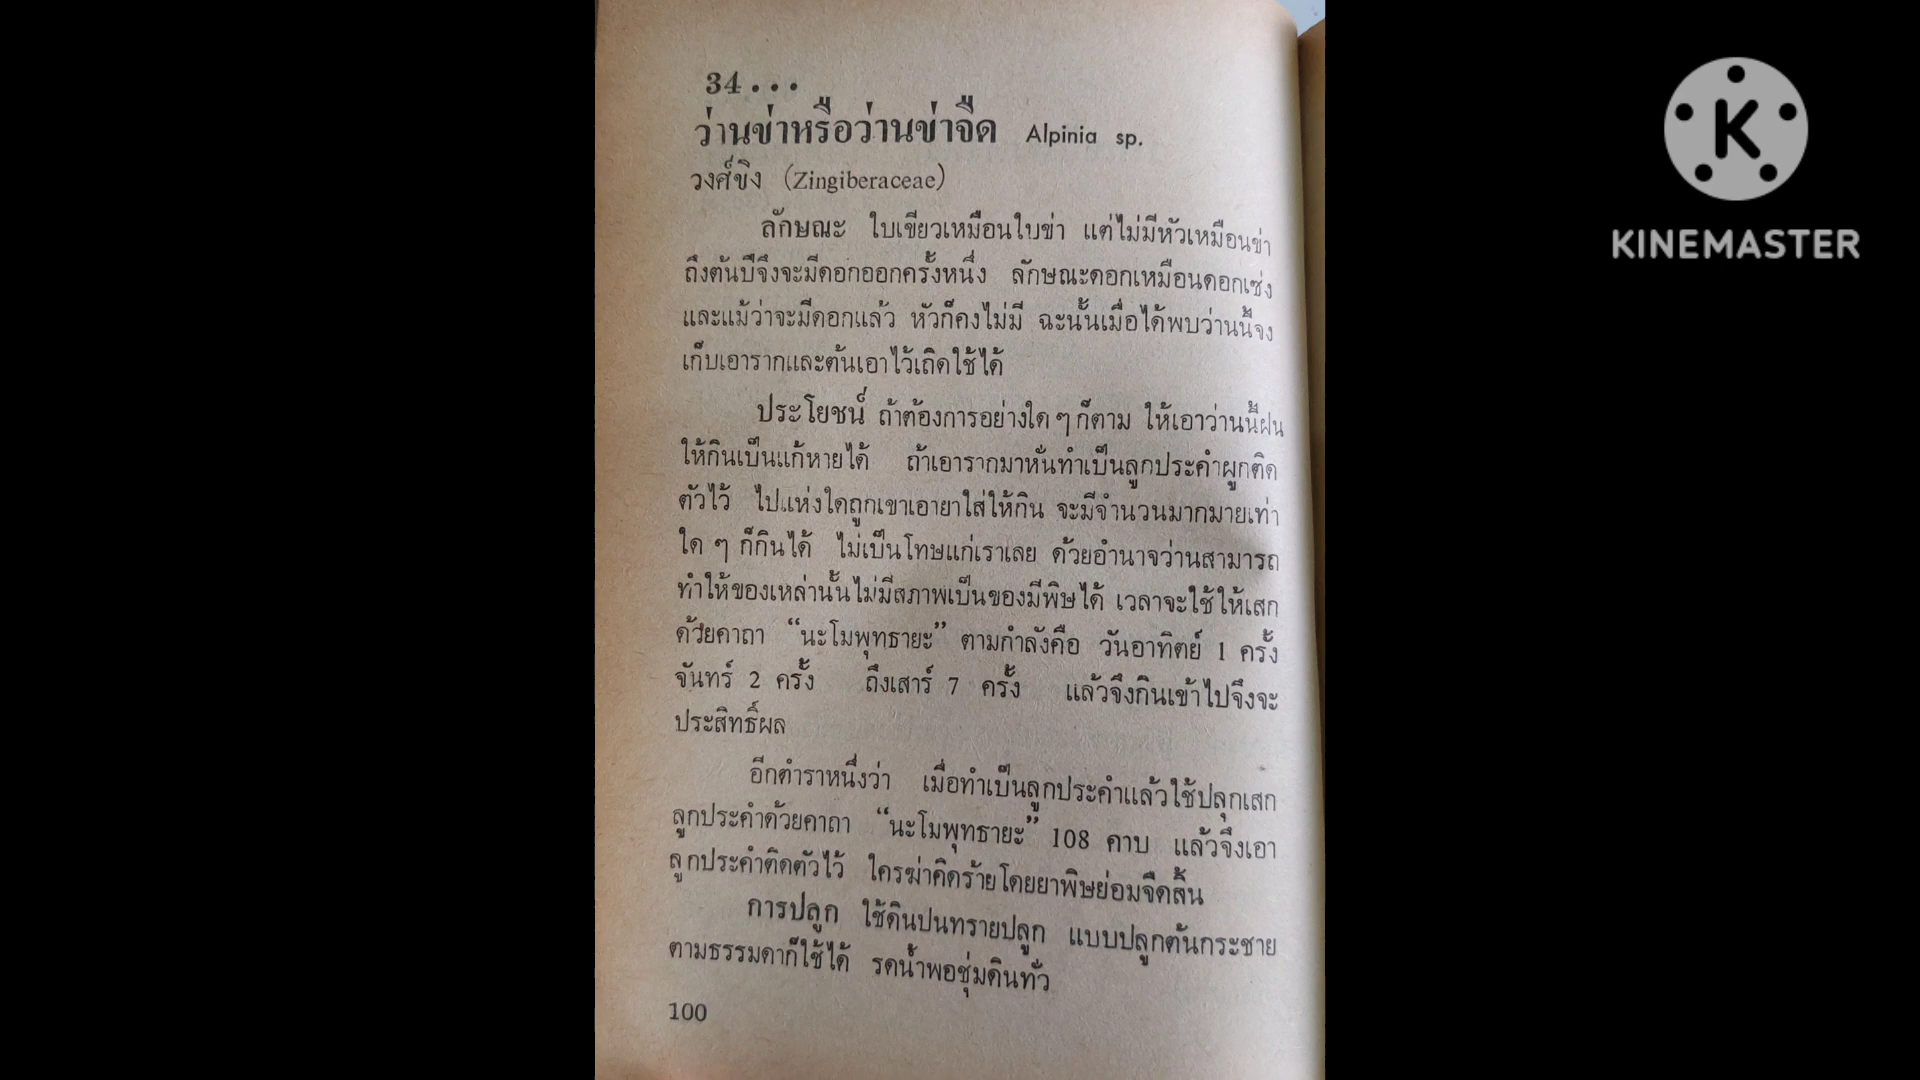 34...
ว่านข่าหรือว่านข่าจืด Alpinia sp.
วงศ์ขิง (Zingiberaceae)
ลักษณะ ใบเขียวเหมือนใบข่า แต่ไม่มีหัวเหมือนข่า
ถึงต้นปีจึงจะมีดอกออกครั้งหนึ่ง ลักษณะดอกเหมือนดอกเข่ง
และแม้ว่าจะมีดอกแล้ว หัวก็คงไม่มี ฉะนั้นเมื่อได้พบว่านนี้จง
เก็บเอารากและต้นเอาไว้เถิดใช้ได้
ประโยชน์ ถ้าต้องการอย่างใด ๆ ก็ตาม ให้เอาว่านนี้ฝน
ให้กินเป็นแก้หายได้ ถ้าเอารากมาหั่นทำเป็นลูกประคำผูกติด
ตัวไว้ ไปแห่งใดถูกเขาเอายาใส่ให้กิน จะมีจำนวนมากมายเท่า
ใด ๆ ก็กินได้ ไม่เป็นโทษแก่เราเลย ด้วยอำนาจว่านสามารถ
ทำให้ของเหล่านั้นไม่มีสภาพเป็นของมีพิษได้ เวลาจะใช้ให้เสก
ด้วยคาถา “นะโมพุทธายะ” ตามกำลังคือ วันอาทิตย์ 1 ครั้ง
จันทร์ 2 ครั้ง ถึงเสาร์ 7 ครั้ง แล้วจึงกินเข้าไปจึงจะ
ประสิทธิ์ผล
อีกตำราหนึ่งว่า เมื่อทำเป็นลูกประคำแล้วใช้ปลุกเสก
ลูกประคำด้วยคาถา “นะโมพุทธายะ” 108 คาบ แล้วจึงเอา
ลูกประคำติดตัวไว้ ใครฆ่าคิดร้ายโดยยาพิษย่อมจืดสิ้น
การปลูก ใช้ดินปนทรายปลูก แบบปลูกต้นกระชาย
ตามธรรมดาก็ใช้ได้ รดน้ำพอชุ่มดินทั่ว
100
K
KINEMASTER